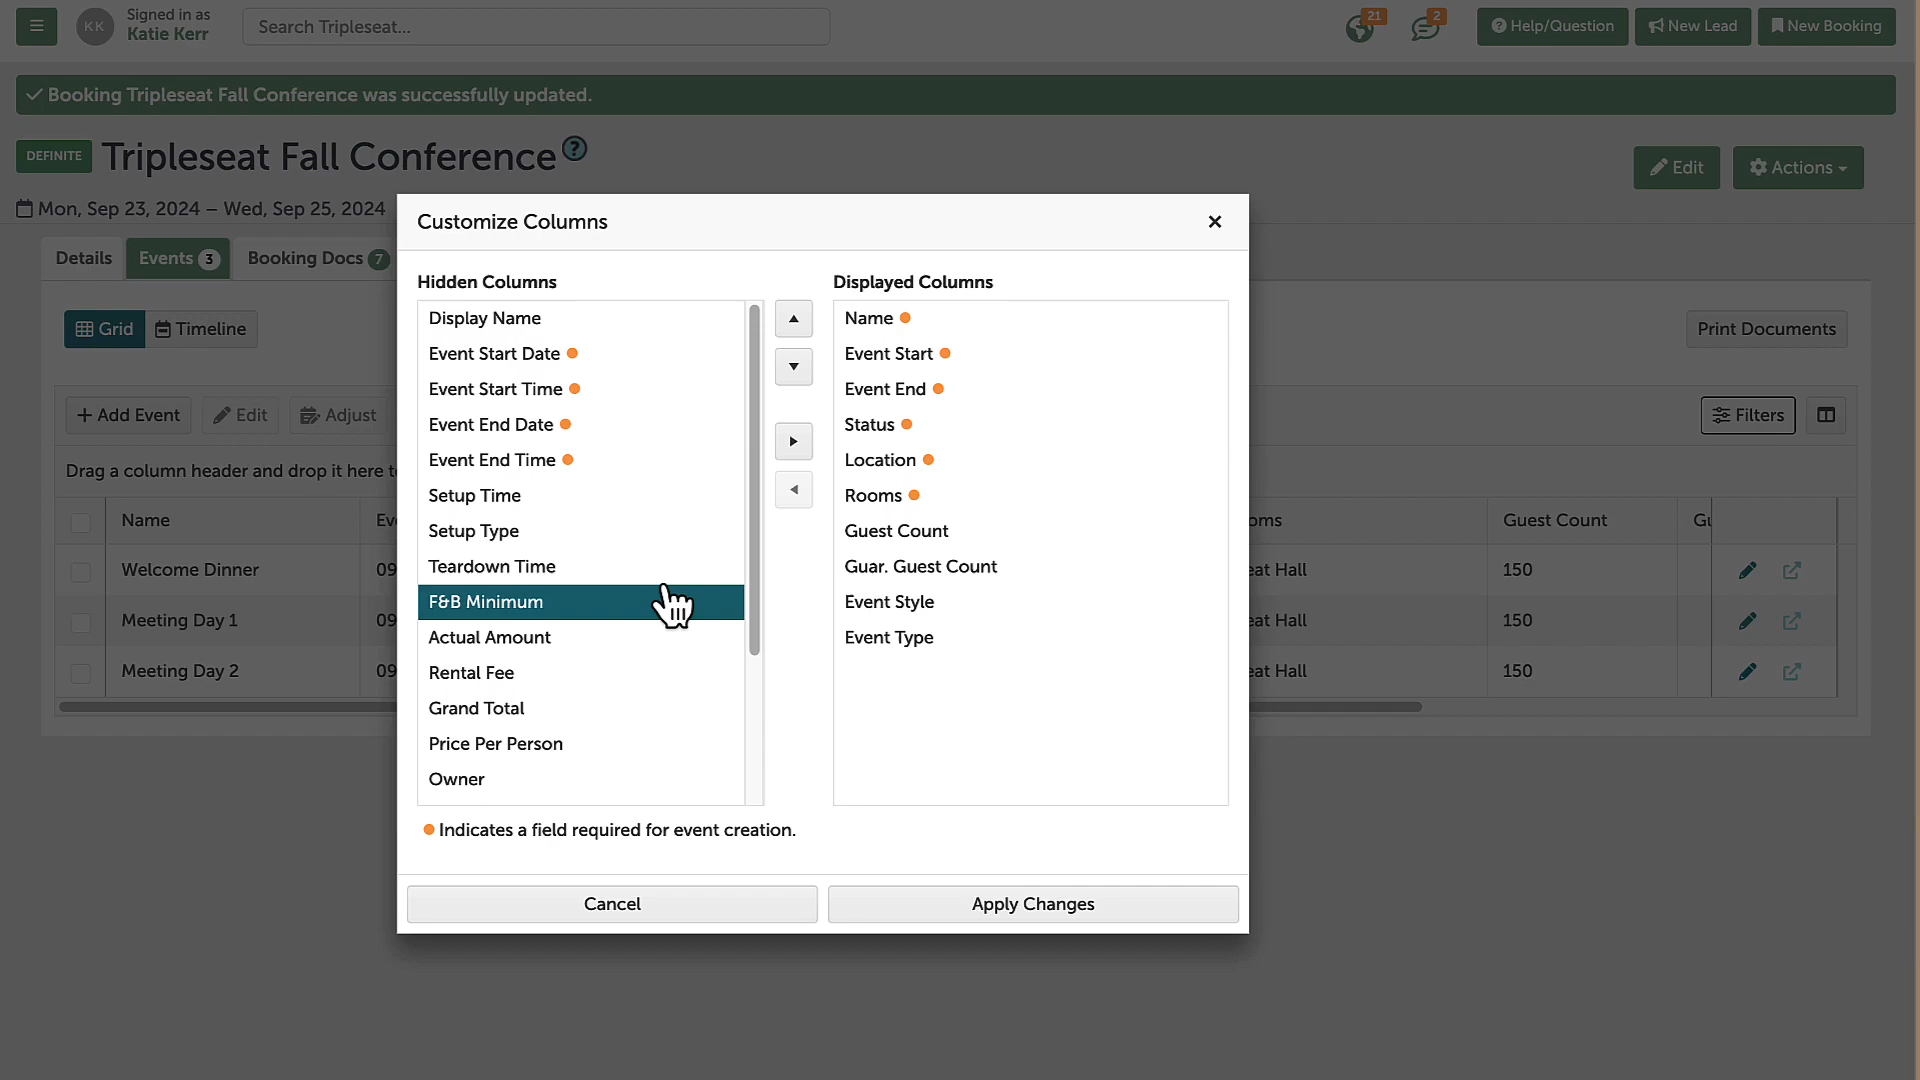 KK
Signed in as
Katie Kerr
Search Tripleseat...
21
2
Help/Question
New Lead
New Booking
Booking Tripleseat Fall Conference was successfully updated.
DEFINITE
Tripleseat Fall Conference
?
Edit
Actions
Mon, Sep 23, 2024 – Wed, Sep 25, 2024
Details
Events 3
Booking Docs 7
Grid
Timeline
Print Documents
+ Add Event
Edit
Adjust
Filters
Drag a column header and drop it here
Name
Guest Count
Welcome Dinner
09
eat Hall
150
Meeting Day 1
09
eat Hall
150
Meeting Day 2
09
eat Hall
150
Customize Columns
Hidden Columns
Display Name
Event Start Date
Event Start Time
Event End Date
Event End Time
Setup Time
Setup Type
Teardown Time
F&B Minimum
Actual Amount
Rental Fee
Grand Total
Price Per Person
Owner
Displayed Columns
Name
Event Start
Event End
Status
Location
Rooms
Guest Count
Guar. Guest Count
Event Style
Event Type
Indicates a field required for event creation.
Cancel
Apply Changes